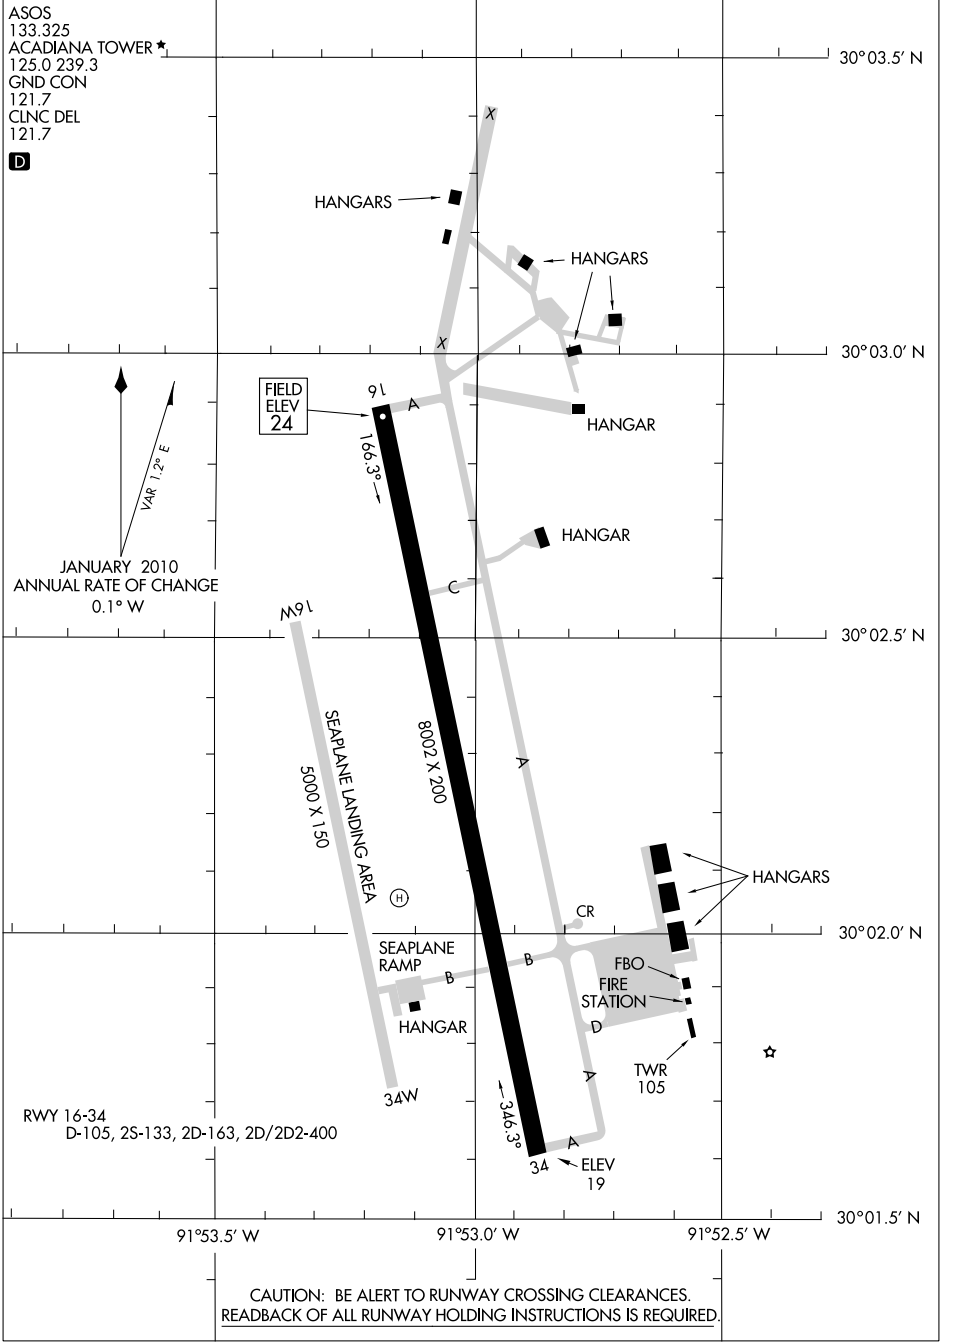 ASOS
133.325
ACADIANA TOWER
125.0 239.3
GND CON
121.7
CLNC DEL
121.7
D
30°03.5' N
X
HANGARS
HANGARS
X
30°03.0' N
FIELD
ELEV
24
16
A
HANGAR
166.3°
VAR 1.2° E
HANGAR
JANUARY 2010
ANNUAL RATE OF CHANGE
0.1° W
C
16W
30°02.5' N
SEAPLANE LANDING AREA
5000 X 150
8002 X 200
A
HANGARS
H
CR
30°02.0' N
SEAPLANE
RAMP
B
B
FBO
FIRE
STATION
HANGAR
D
TWR
105
A
34W
346.3°
RWY 16-34
D-105, 2S-133, 2D-163, 2D/2D2-400
A
34
ELEV
19
30°01.5' N
91°53.5' W
91°53.0' W
91°52.5' W
CAUTION: BE ALERT TO RUNWAY CROSSING CLEARANCES.
READBACK OF ALL RUNWAY HOLDING INSTRUCTIONS IS REQUIRED.